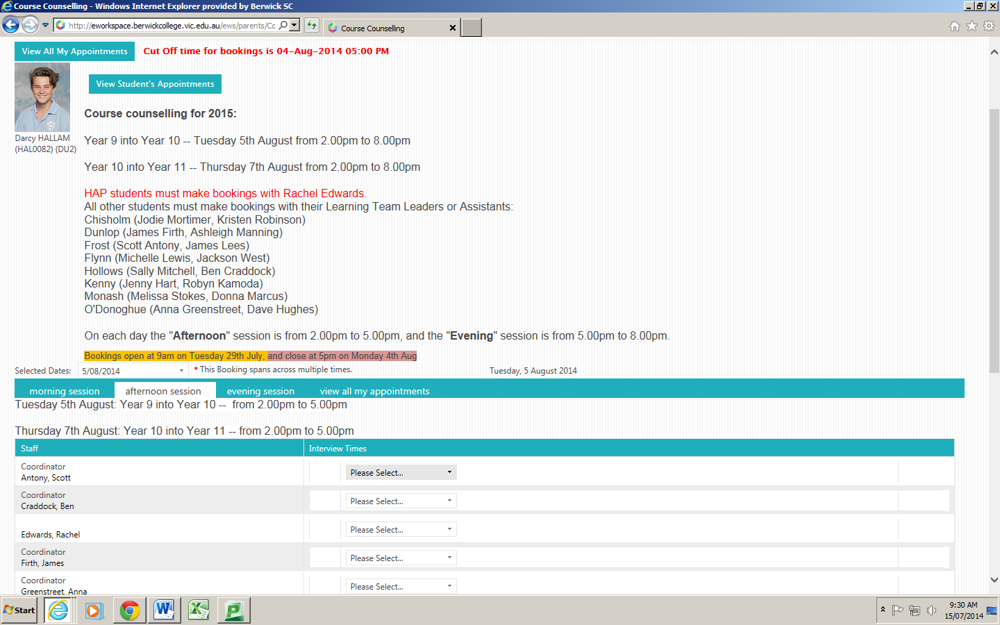 Course Counselling - Windows Internet Explorer provided by Berwick SC
http://eworkspace.berwickcollege.vic.edu.au/ews/parents/Co
Course Counselling
View All My Appointments
Cut Off time for bookings is 04-Aug-2014 05:00 PM
View Student's Appointments
Darcy HALLAM
(HAL0082) (DU2)
Course counselling for 2015:
Year 9 into Year 10 -- Tuesday 5th August from 2.00pm to 8.00pm
Year 10 into Year 11 -- Thursday 7th August from 2.00pm to 8.00pm
HAP students must make bookings with Rachel Edwards.
All other students must make bookings with their Learning Team Leaders or Assistants:
Chisholm (Jodie Mortimer, Kristen Robinson)
Dunlop (James Firth, Ashleigh Manning)
Frost (Scott Antony, James Lees)
Flynn (Michelle Lewis, Jackson West)
Hollows (Sally Mitchell, Ben Craddock)
Kenny (Jenny Hart, Robyn Kamoda)
Monash (Melissa Stokes, Donna Marcus)
O'Donoghue (Anna Greenstreet, Dave Hughes)
On each day the "Afternoon" session is from 2.00pm to 5.00pm, and the "Evening" session is from 5.00pm to 8.00pm.
Bookings open at 9am on Tuesday 29th July, and close at 5pm on Monday 4th Aug
Selected Dates: 5/08/2014 * This Booking spans across multiple times. Tuesday, 5 August 2014
morning session afternoon session evening session view all my appointments
Tuesday 5th August: Year 9 into Year 10 -- from 2.00pm to 5.00pm
Thursday 7th August: Year 10 into Year 11 -- from 2.00pm to 5.00pm
Staff Interview Times
Coordinator
Antony, Scott
Please Select...
Coordinator
Craddock, Ben
Please Select...
Edwards, Rachel
Please Select...
Coordinator
Firth, James
Please Select...
Coordinator
Greenstreet, Anna
Please Select...
Start
9:30 AM
15/07/2014